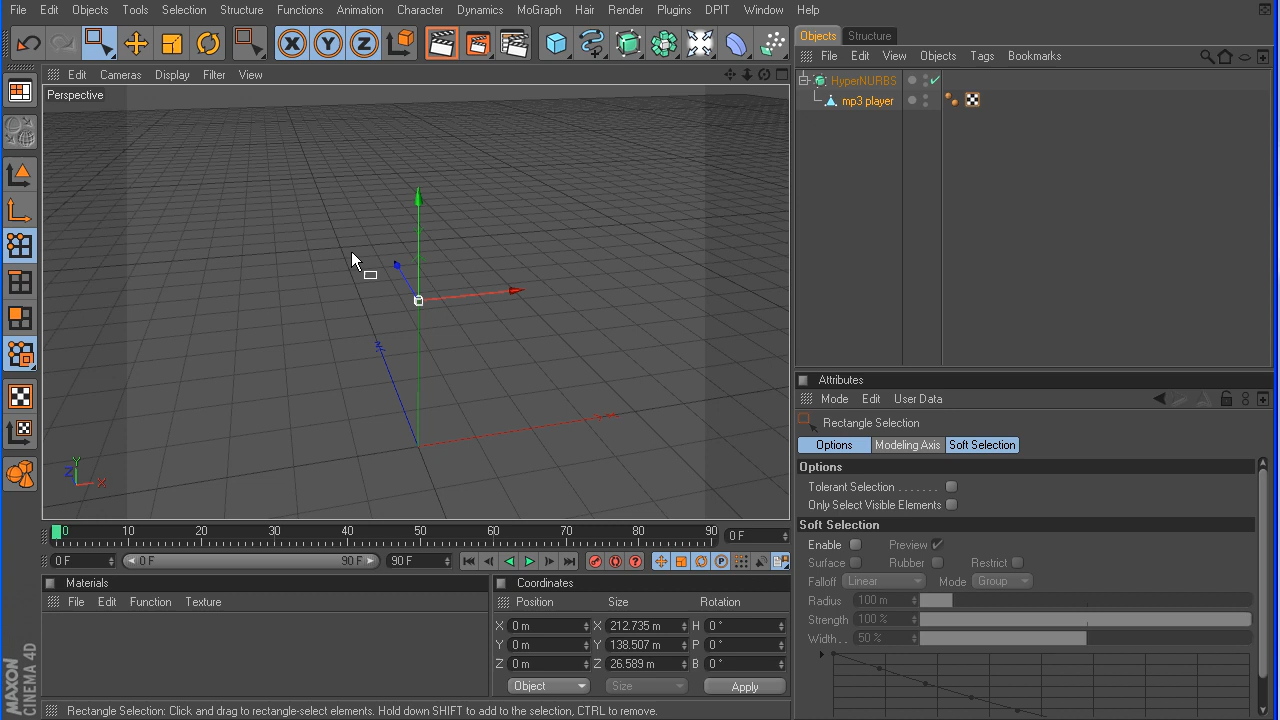 File Edit Objects Tools Selection Structure Functions Animation Character Dynamics MoGraph Hair Render Plugins DPIT Window Help
Objects Structure
File Edit View Objects Tags Bookmarks
HyperNURBS
mp3 player
Edit Cameras Display Filter View
Perspective
Z
X
Y
Z X
Attributes
Mode Edit User Data
Rectangle Selection
Options Modeling Axis Soft Selection
Options
Tolerant Selection . . . . . . .
Only Select Visible Elements
Soft Selection
Enable Preview
Surface Rubber Restrict
Falloff Linear Mode Group
Radius 100 m
Strength 100 %
Width . . 50 %
0 10 20 30 40 50 60 70 80 90 0 F
0 F 0 F 90 F 90 F
Materials
File Edit Function Texture
Coordinates
Position Size Rotation
X 0 m X 212.735 m H 0 °
Y 0 m Y 138.507 m P 0 °
Z 0 m Z 26.589 m B 0 °
Object Size Apply
MAXON
CINEMA 4D
Rectangle Selection: Click and drag to rectangle-select elements. Hold down SHIFT to add to the selection, CTRL to remove.